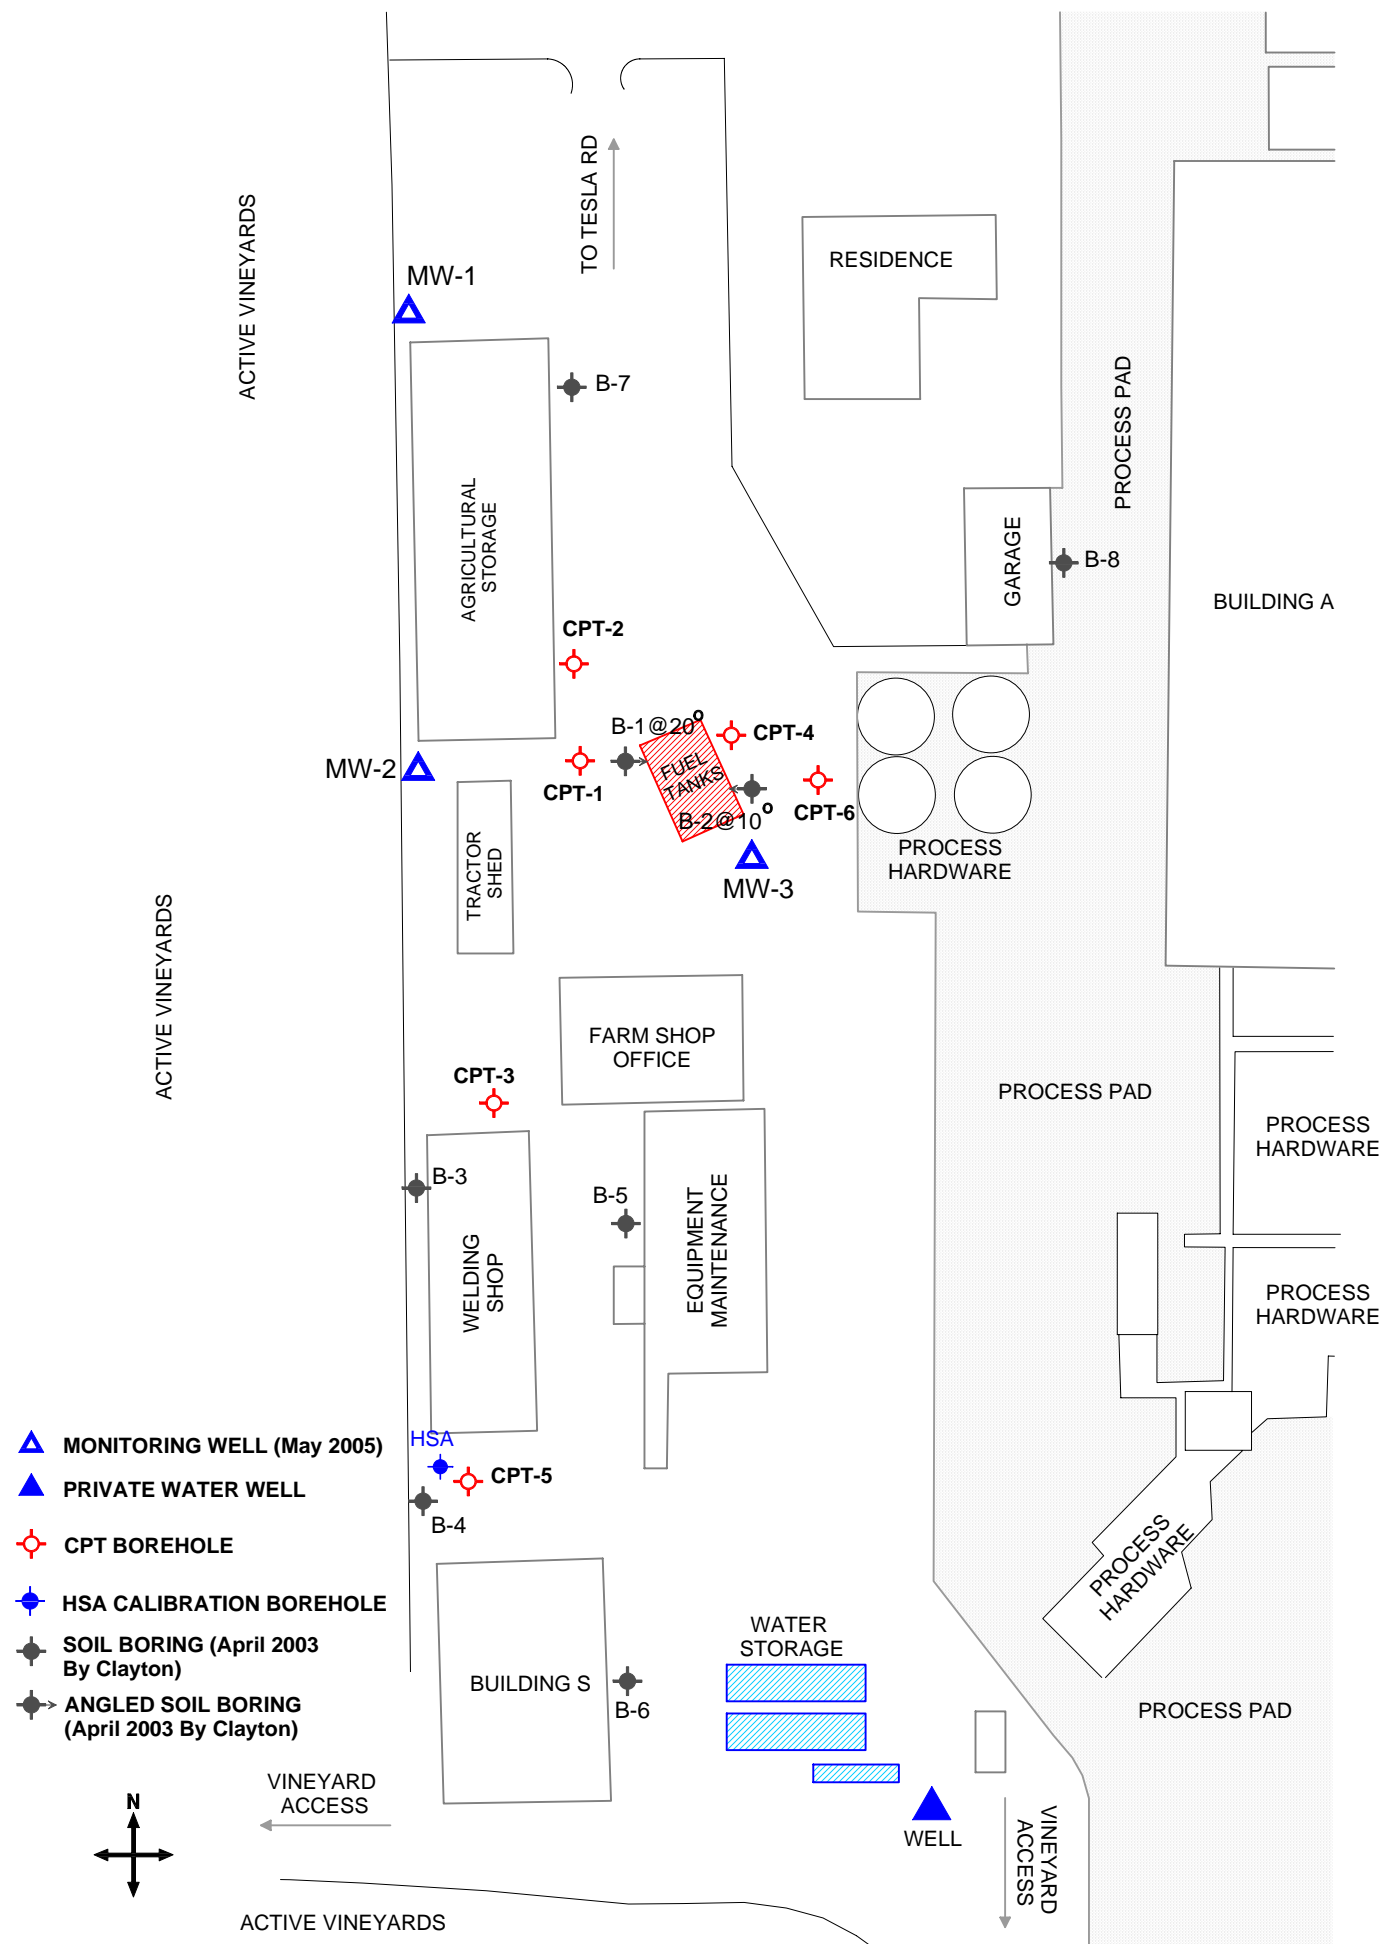 TO TESLA RD
ACTIVE VINEYARDS
MW-1
RESIDENCE
B-7
PROCESS PAD
AGRICULTURAL
STORAGE
GARAGE
B-8
BUILDING A
CPT-2
B-1@20°
CPT-4
FUEL
TANKS
MW-2
CPT-1
CPT-6
B-2@10°
PROCESS
HARDWARE
MW-3
TRACTOR
SHED
ACTIVE VINEYARDS
FARM SHOP
OFFICE
CPT-3
PROCESS PAD
PROCESS
HARDWARE
B-3
B-5
EQUIPMENT
MAINTENANCE
WELDING
SHOP
PROCESS
HARDWARE
HSA
CPT-5
B-4
MONITORING WELL (May 2005)
PRIVATE WATER WELL
CPT BOREHOLE
HSA CALIBRATION BOREHOLE
SOIL BORING (April 2003
By Clayton)
ANGLED SOIL BORING
(April 2003 By Clayton)
PROCESS
HARDWARE
WATER
STORAGE
BUILDING S
B-6
PROCESS PAD
VINEYARD
ACCESS
N
WELL
VINEYARD
ACCESS
ACTIVE VINEYARDS